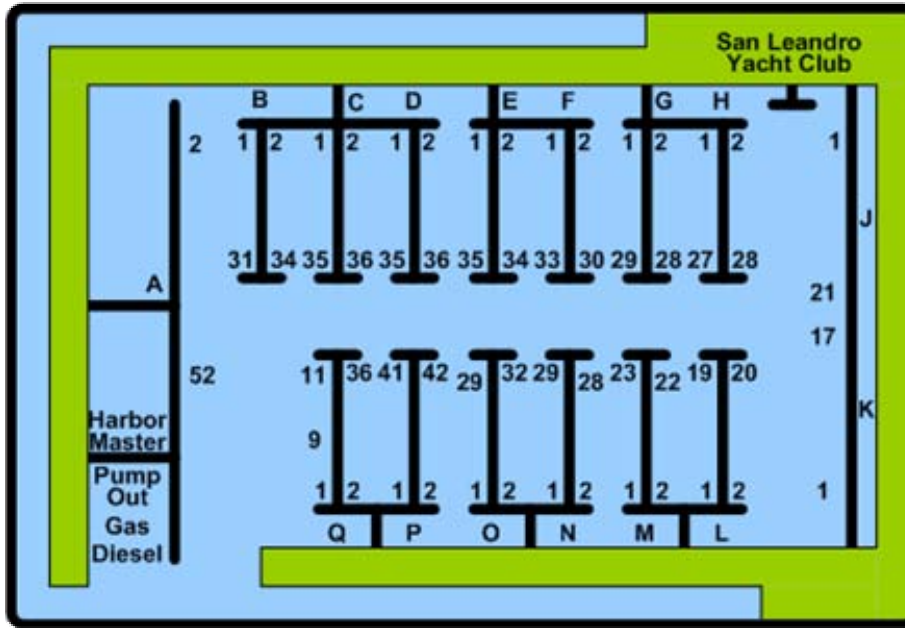 San Leandro
Yacht Club
B C D E F G H
2 1 2 1 2 1 2 1 2 1 2 1 2 1 2 1
J
31 34 35 36 35 36 35 34 33 30 29 28 27 28
A
21
17
52
11 36 41 42 29 32 29 28 23 22 19 20
K
Harbor
Master
9
Pump
Out
Gas
Diesel
1 2 1 2 1 2 1 2 1 2 1 2 1
Q P O N M L